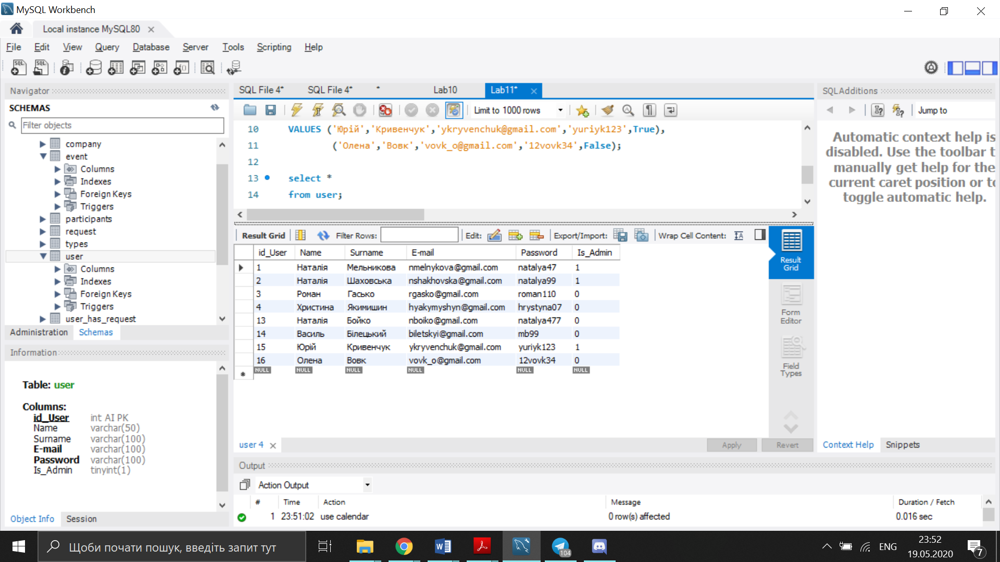 MySQL Workbench
Local instance MySQL80
File Edit View Query Database Server Tools Scripting Help
Navigator
SCHEMAS
Filter objects
company
event
Columns
Indexes
Foreign Keys
Triggers
participants
request
types
user
Columns
Indexes
Foreign Keys
Triggers
user_has_request
Administration Schemas
Information
Table: user
Columns:
id_User int AI PK
Name varchar(50)
Surname varchar(100)
E-mail varchar(100)
Password varchar(100)
Is_Admin tinyint(1)
Object Info Session
SQL File 4* SQL File 4* * Lab10 Lab11*
Limit to 1000 rows
10 VALUES ('Юрій','Кривенчук','ykryvenchuk@gmail.com','yuriyk123',True),
11 ('Олена','Вовк','vovk_o@gmail.com','12vovk34',False);
12
13 select *
14 from user;
Result Grid Filter Rows: Edit: Export/Import: Wrap Cell Content:
id_User Name Surname E-mail Password Is_Admin
1 Наталія Мельникова nmelnykova@gmail.com natalya47 1
2 Наталія Шаховська nshakhovska@gmail.com natalya99 1
3 Роман Гасько rgasko@gmail.com roman110 0
4 Христина Якимишин hyakymyshyn@gmail.com hrystyna07 0
13 Наталія Бойко nboiko@gmail.com natalya477 0
14 Василь Білецький biletskyi@gmail.com mb99 0
15 Юрій Кривенчук ykryvenchuk@gmail.com yuriyk123 1
16 Олена Вовк vovk_o@gmail.com 12vovk34 0
NULL NULL NULL NULL NULL NULL
Result
Grid
Form
Editor
Field
Types
user 4
Apply Revert
SQLAdditions
Jump to
Automatic context help is
disabled. Use the toolbar t
manually get help for the
current caret position or to
toggle automatic help.
Context Help Snippets
Output
Action Output
# Time Action Message Duration / Fetch
1 23:51:02 use calendar 0 row(s) affected 0.016 sec
Щоби почати пошук, введіть запит тут
104
ENG
23:52
19.05.2020
7